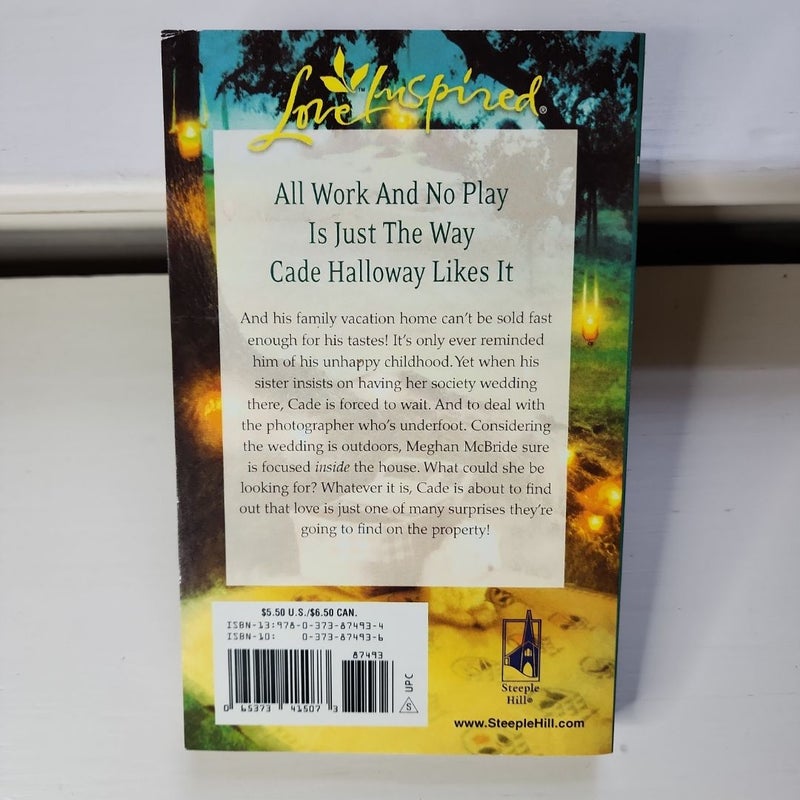 Love Inspired®
All Work And No Play
Is Just The Way
Cade Halloway Likes It
And his family vacation home can't be sold fast
enough for his tastes! It's only ever reminded
him of his unhappy childhood. Yet when his
sister insists on having her society wedding
there, Cade is forced to wait. And to deal with
the photographer who's underfoot. Considering
the wedding is outdoors, Meghan McBride sure
is focused inside the house. What could she be
looking for? Whatever it is, Cade is about to find
out that love is just one of many surprises they're
going to find on the property!
$5.50 U.S./$6.50 CAN.
ISBN-13:978-0-373-87493-4
ISBN-10: 0-373-87493-6
87493
0 65373 41507 3
S UPC
Steeple
Hill®
www.SteepleHill.com